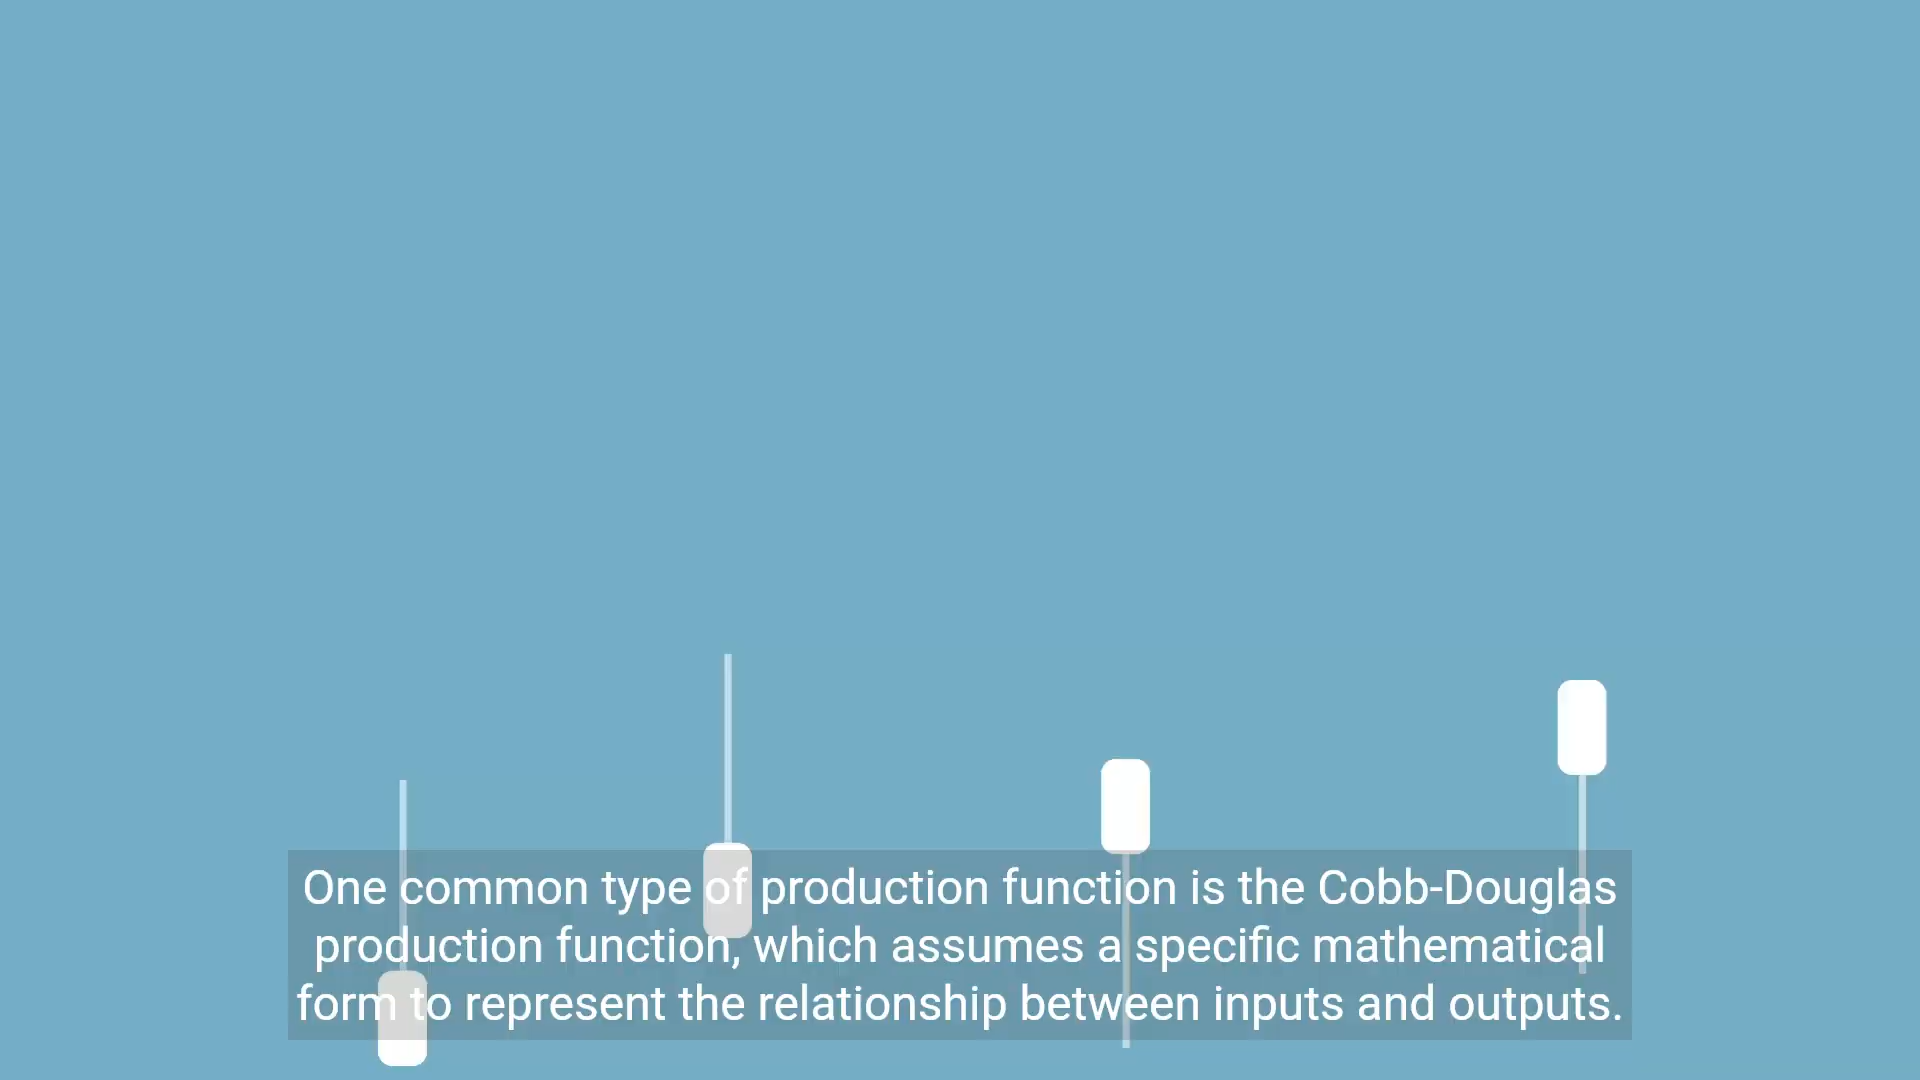 One common type of production function is the Cobb-Douglas
production function, which assumes a specific mathematical
form to represent the relationship between inputs and outputs.